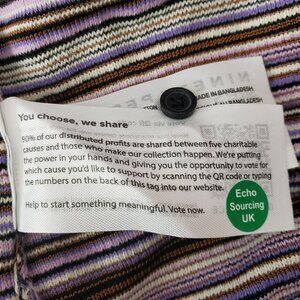 MADE IN BANGLADESH
You choose, we share
50% of our distributed profits are shared between five charitable
causes and those who make our collection happen. We're putting
the power in your hands and giving you the opportunity to vote for
which cause you'd like to support by scanning the QR code or typing
the numbers on the back of this tag into our website.
Help to start something meaningful. Vote now.
Echo
Sourcing
UK